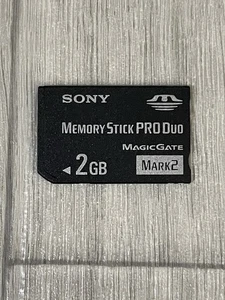 SONY
MEMORY STICK PRO DUO
MAGICGATE
2GB MARK2